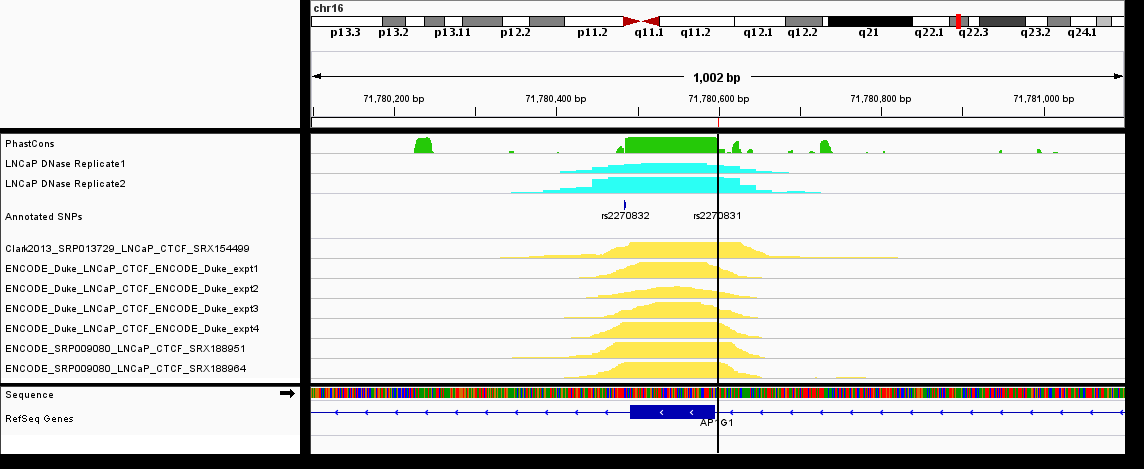 chr16
p13.3 p13.2 p13.11 p12.2 p11.2 q11.1 q11.2 q12.1 q12.2 q21 q22.1 q22.3 q23.2 q24.1
1,002 bp
71,780,200 bp 71,780,400 bp 71,780,600 bp 71,780,800 bp 71,781,000 bp
PhastCons
LNCaP DNase Replicate1
LNCaP DNase Replicate2
Annotated SNPs
rs2270832 rs2270831
Clark2013_SRP013729_LNCaP_CTCF_SRX154499
ENCODE_Duke_LNCaP_CTCF_ENCODE_Duke_expt1
ENCODE_Duke_LNCaP_CTCF_ENCODE_Duke_expt2
ENCODE_Duke_LNCaP_CTCF_ENCODE_Duke_expt3
ENCODE_Duke_LNCaP_CTCF_ENCODE_Duke_expt4
ENCODE_SRP009080_LNCaP_CTCF_SRX188951
ENCODE_SRP009080_LNCaP_CTCF_SRX188964
Sequence
RefSeq Genes
AP1G1